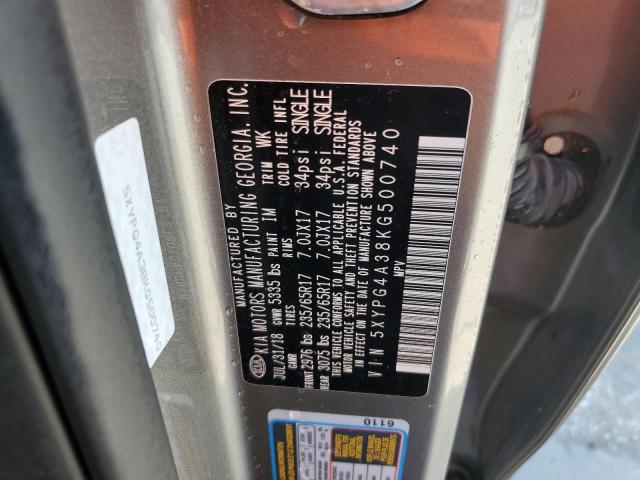 MANUFACTURED BY
KIA MOTORS MANUFACTURING GEORGIA, INC.
JUL/31/18 GVWR 5335 lbs PAINT IM TRIM WK
GAWR TIRES RIMS COLD TIRE INFL
FRONT 2976 lbs 235/65R17 7.0JX17 34psi SINGLE
REAR 3075 lbs 235/65R17 7.0JX17 34psi SINGLE
THIS VEHICLE CONFORMS TO ALL APPLICABLE U.S.A. FEDERAL
MOTOR VEHICLE SAFETY AND THEFT PREVENTION STANDARDS
IN EFFECT ON THE DATE OF MANUFACTURE SHOWN ABOVE
VIN 5XYPG4A38KG500740
MPV
KIA
5XYPG4A38KG500740
6110